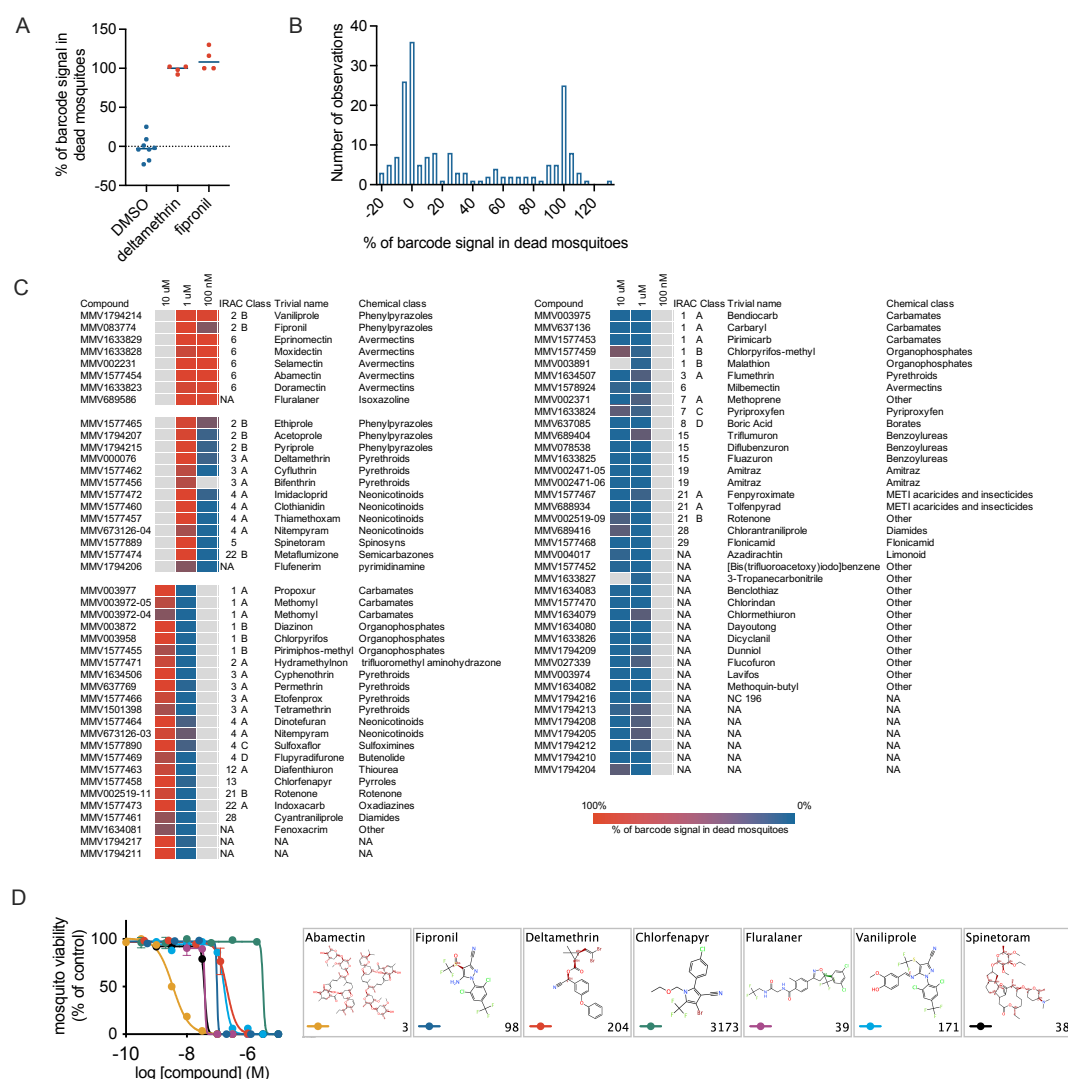 A
% of barcode signal in
dead mosquitoes
150
100
50
0
-50
DMSO
deltamethrin
fipronil
B
Number of observations
40
30
20
10
0
-20
0
20
40
60
80
100
120
% of barcode signal in dead mosquitoes
C
Compound 10 uM 1 uM 100 nM IRAC Class Trivial name Chemical class
MMV1794214 2 B Vaniliprole Phenylpyrazoles
MMV083774 2 B Fipronil Phenylpyrazoles
MMV1633829 6 Eprinomectin Avermectins
MMV1633828 6 Moxidectin Avermectins
MMV002231 6 Selamectin Avermectins
MMV1577454 6 Abamectin Avermectins
MMV1633823 6 Doramectin Avermectins
MMV689586 NA Fluralaner Isoxazoline
MMV1577465 2 B Ethiprole Phenylpyrazoles
MMV1794207 2 B Acetoprole Phenylpyrazoles
MMV1794215 2 B Pyriprole Phenylpyrazoles
MMV000076 3 A Deltamethrin Pyrethroids
MMV1577462 3 A Cyfluthrin Pyrethroids
MMV1577456 3 A Bifenthrin Pyrethroids
MMV1577472 4 A Imidacloprid Neonicotinoids
MMV1577460 4 A Clothianidin Neonicotinoids
MMV1577457 4 A Thiamethoxam Neonicotinoids
MMV673126-04 4 A Nitempyram Neonicotinoids
MMV1577889 5 Spinetoram Spinosyns
MMV1577474 22 B Metaflumizone Semicarbazones
MMV1794206 NA Flufenerim pyrimidinamine
MMV003977 1 A Propoxur Carbamates
MMV003972-05 1 A Methomyl Carbamates
MMV003972-04 1 A Methomyl Carbamates
MMV003872 1 B Diazinon Organophosphates
MMV003958 1 B Chlorpyrifos Organophosphates
MMV1577455 1 B Pirimiphos-methyl Organophosphates
MMV1577471 2 A Hydramethylnon trifluoromethyl aminohydrazone
MMV1634506 3 A Cyphenothrin Pyrethroids
MMV637769 3 A Permethrin Pyrethroids
MMV1577466 3 A Etofenprox Pyrethroids
MMV1501398 3 A Tetramethrin Pyrethroids
MMV1577464 4 A Dinotefuran Neonicotinoids
MMV673126-03 4 A Nitempyram Neonicotinoids
MMV1577890 4 C Sulfoxaflor Sulfoximines
MMV1577469 4 D Flupyradifurone Butenolide
MMV1577463 12 A Diafenthiuron Thiourea
MMV1577458 13 Chlorfenapyr Pyrroles
MMV002519-11 21 B Rotenone Rotenone
MMV1577473 22 A Indoxacarb Oxadiazines
MMV1577461 28 Cyantraniliprole Diamides
MMV1634081 NA Fenoxacrim Other
MMV1794217 NA NA NA
MMV1794211 NA NA NA
Compound 10 uM 1 uM 100 nM IRAC Class Trivial name Chemical class
MMV003975 1 A Bendiocarb Carbamates
MMV637136 1 A Carbaryl Carbamates
MMV1577453 1 A Pirimicarb Carbamates
MMV1577459 1 B Chlorpyrifos-methyl Organophosphates
MMV003891 1 B Malathion Organophosphates
MMV1634507 3 A Flumethrin Pyrethroids
MMV1578924 6 Milbemectin Avermectins
MMV002371 7 A Methoprene Other
MMV1633824 7 C Pyriproxyfen Pyriproxyfen
MMV637085 8 D Boric Acid Borates
MMV689404 15 Triflumuron Benzoylureas
MMV078538 15 Diflubenzuron Benzoylureas
MMV1633825 15 Fluazuron Benzoylureas
MMV002471-05 19 Amitraz Amitraz
MMV002471-06 19 Amitraz Amitraz
MMV1577467 21 A Fenpyroximate METI acaricides and insecticides
MMV688934 21 A Tolfenpyrad METI acaricides and insecticides
MMV002519-09 21 B Rotenone Other
MMV689416 28 Chlorantraniliprole Diamides
MMV1577468 29 Flonicamid Flonicamid
MMV004017 NA Azadirachtin Limonoid
MMV1577452 NA [Bis(trifluoroacetoxy)iodo]benzene Other
MMV1633827 NA 3-Tropanecarbonitrile Other
MMV1634083 NA Benclothiaz Other
MMV1577470 NA Chlorindan Other
MMV1634079 NA Chlormethiuron Other
MMV1634080 NA Dayoutong Other
MMV1633826 NA Dicyclanil Other
MMV1794209 NA Dunniol Other
MMV027339 NA Flucofuron Other
MMV003974 NA Lavifos Other
MMV1634082 NA Methoquin-butyl Other
MMV1794216 NA NC 196 NA
MMV1794213 NA NA NA
MMV1794208 NA NA NA
MMV1794205 NA NA NA
MMV1794212 NA NA NA
MMV1794210 NA NA NA
MMV1794204 NA NA NA
100% 0%
% of barcode signal in dead mosquitoes
D
mosquito viability
(% of control)
100
50
0
-10 -8 -6
log [compound] (M)
Abamectin Fipronil Deltamethrin Chlorfenapyr Fluralaner Vaniliprole Spinetoram
3 98 204 3173 39 171 38